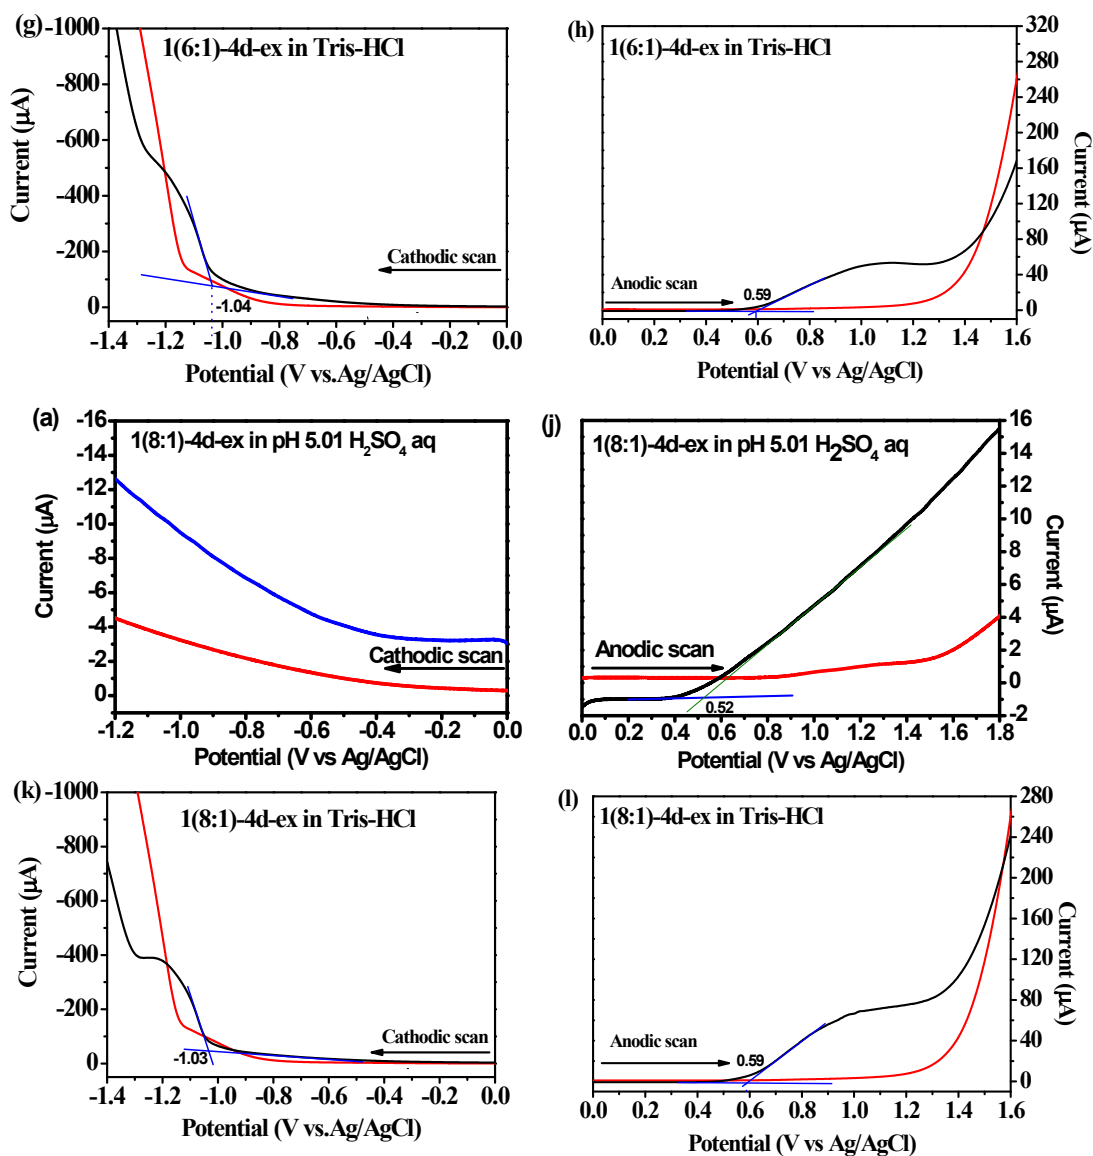 (g)
1(6:1)-4d-ex in Tris-HCl
Current (µA)
-1000
-800
-600
-400
-200
0
Cathodic scan
-1.04
-1.4 -1.2 -1.0 -0.8 -0.6 -0.4 -0.2 0.0
Potential (V vs.Ag/AgCl)
(h)
1(6:1)-4d-ex in Tris-HCl
320
280
240
200
160
120
80
40
0
Current (µA)
Anodic scan
0.59
0.0 0.2 0.4 0.6 0.8 1.0 1.2 1.4 1.6
Potential (V vs Ag/AgCl)
(a)
1(8:1)-4d-ex in pH 5.01 H₂SO₄ aq
Current (µA)
-16
-14
-12
-10
-8
-6
-4
-2
0
Cathodic scan
-1.2 -1.0 -0.8 -0.6 -0.4 -0.2 0.0
Potential (V vs Ag/AgCl)
(j)
1(8:1)-4d-ex in pH 5.01 H₂SO₄ aq
16
14
12
10
8
6
4
2
0
-2
Current (µA)
Anodic scan
0.52
0.0 0.2 0.4 0.6 0.8 1.0 1.2 1.4 1.6 1.8
Potential (V vs Ag/AgCl)
(k)
1(8:1)-4d-ex in Tris-HCl
Current (µA)
-1000
-800
-600
-400
-200
0
Cathodic scan
-1.03
-1.4 -1.2 -1.0 -0.8 -0.6 -0.4 -0.2 0.0
Potential (V vs.Ag/AgCl)
(l)
1(8:1)-4d-ex in Tris-HCl
280
240
200
160
120
80
40
0
Current (µA)
Anodic scan
0.59
0.0 0.2 0.4 0.6 0.8 1.0 1.2 1.4 1.6
Potential (V vs Ag/AgCl)